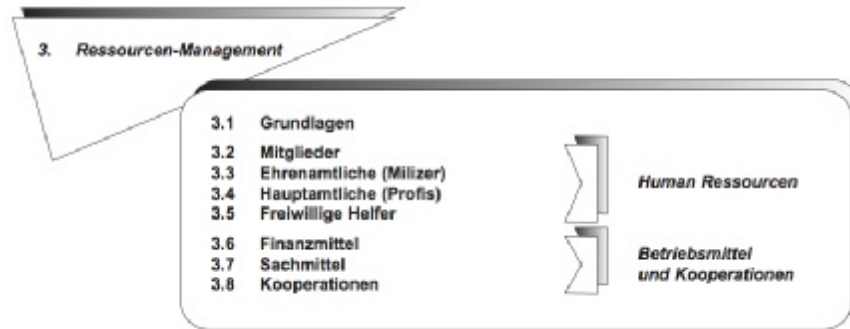 3. Ressourcen-Management
3.1 Grundlagen
3.2 Mitglieder
3.3 Ehrenamtliche (Milizer)
3.4 Hauptamtliche (Profis)
3.5 Freiwillige Helfer
Human Ressourcen
3.6 Finanzmittel
3.7 Sachmittel
3.8 Kooperationen
Betriebsmittel
und Kooperationen